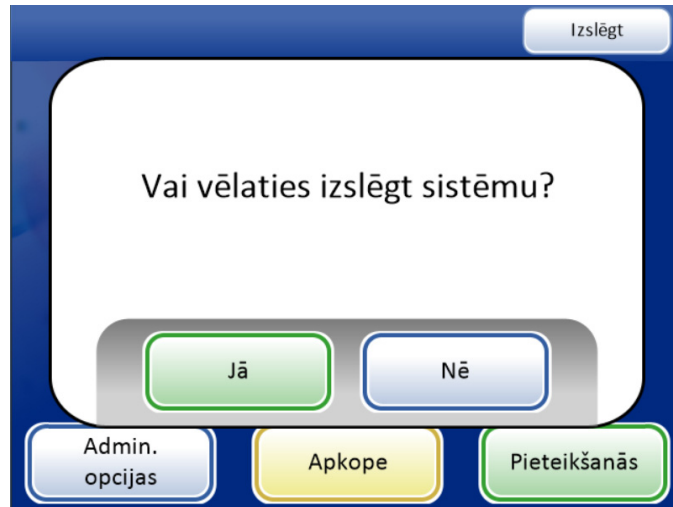 Izslēgt
Vai vēlaties izslēgt sistēmu?
Jā
Nē
Admin.
opcijas
Apkope
Pieteikšanās